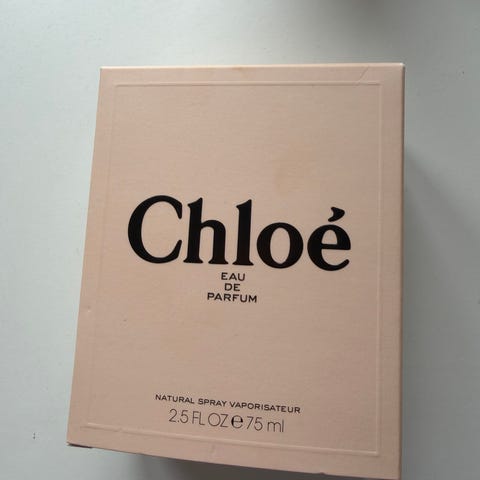 Chloé
EAU
DE
PARFUM
NATURAL SPRAY VAPORISATEUR
2.5 FL OZ ℮ 75 ml